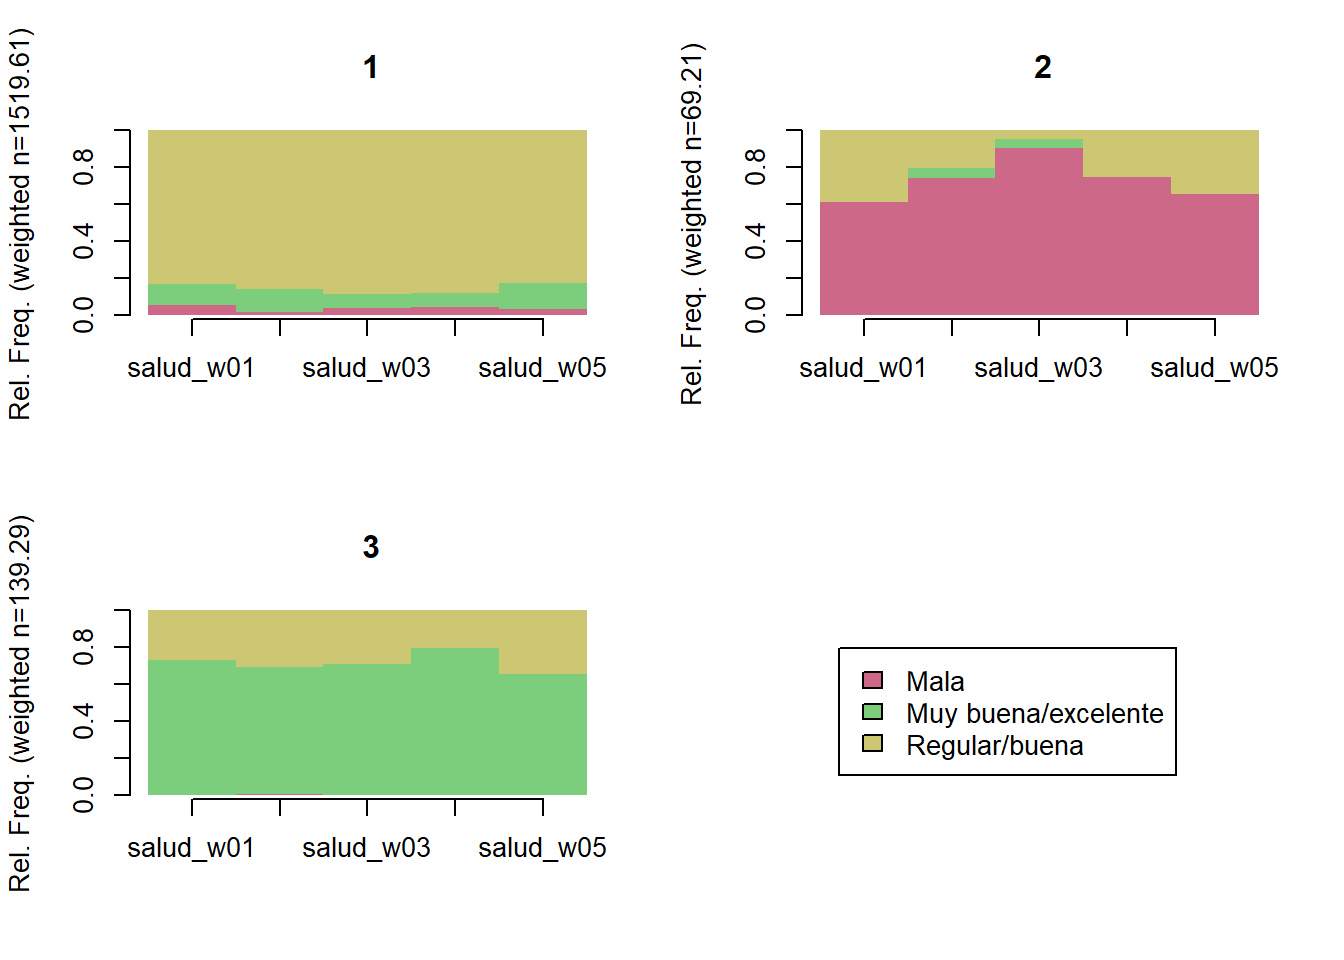 1
Rel. Freq. (weighted n=1519.61)
0.0 0.4 0.8
salud_w01 salud_w03 salud_w05
2
Rel. Freq. (weighted n=69.21)
0.0 0.4 0.8
salud_w01 salud_w03 salud_w05
3
Rel. Freq. (weighted n=139.29)
0.0 0.4 0.8
salud_w01 salud_w03 salud_w05
Mala
Muy buena/excelente
Regular/buena